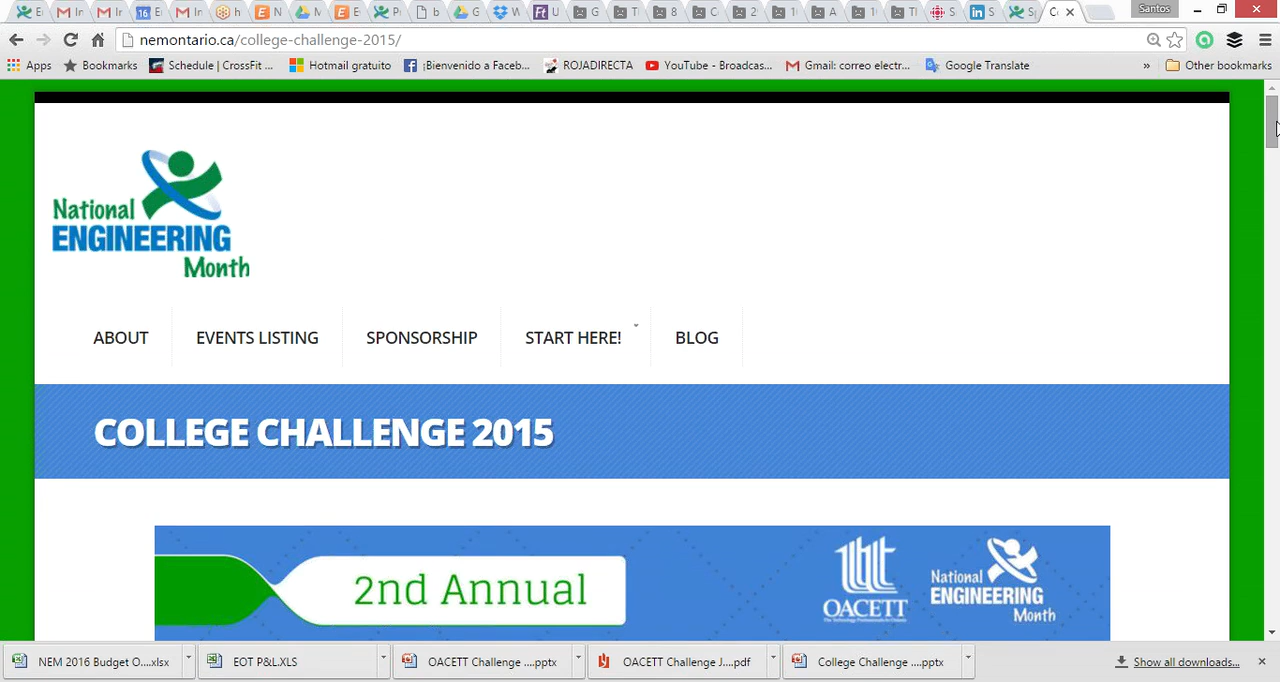 Santos
nemontario.ca/college-challenge-2015/
Apps Bookmarks Schedule | CrossFit ... Hotmail gratuito ¡Bienvenido a Faceb... ROJADIRECTA YouTube - Broadcas... Gmail: correo electr... Google Translate » Other bookmarks
National
ENGINEERING
Month
ABOUT EVENTS LISTING SPONSORSHIP START HERE! BLOG
COLLEGE CHALLENGE 2015
2nd Annual
OACETT
National
ENGINEERING
Month
NEM 2016 Budget O....xlsx EOT P&L.XLS OACETT Challenge ....pptx OACETT Challenge J....pdf College Challenge ....pptx Show all downloads...